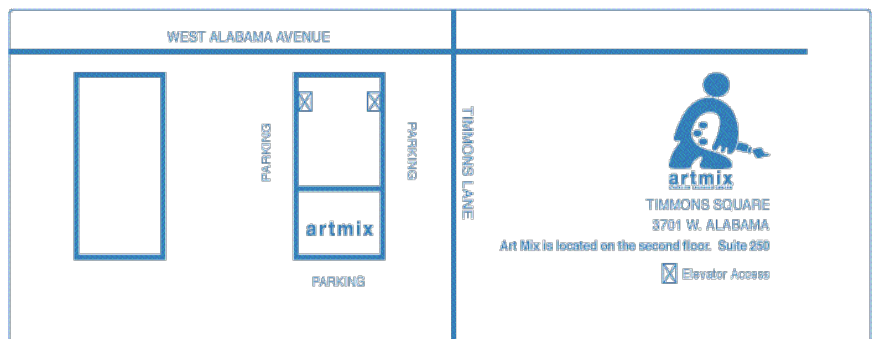 WEST ALABAMA AVENUE
PARKING
PARKING
TIMMONS LANE
artmix
PARKING
artmix
TIMMONS SQUARE
3701 W. ALABAMA
Art Mix is located on the second floor. Suite 250
Elevator Access